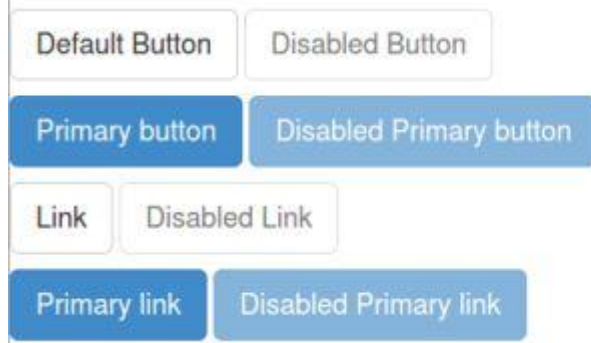 Default Button Disabled Button
Primary button Disabled Primary button
Link Disabled Link
Primary link Disabled Primary link